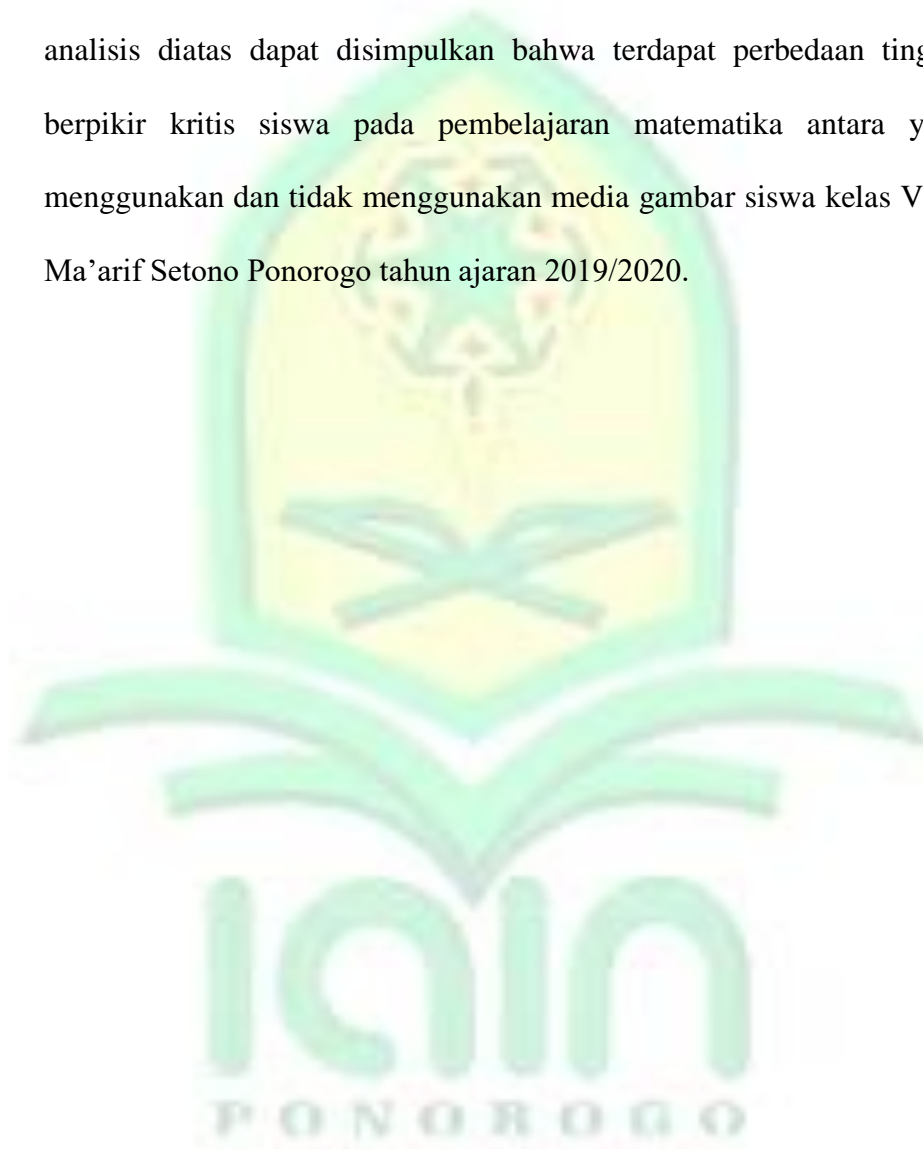 analisis diatas dapat disimpulkan bahwa terdapat perbedaan ting
berpikir kritis siswa pada pembelajaran matematika antara y
menggunakan dan tidak menggunakan media gambar siswa kelas V
Ma’arif Setono Ponorogo tahun ajaran 2019/2020.
iain
PONOROGO